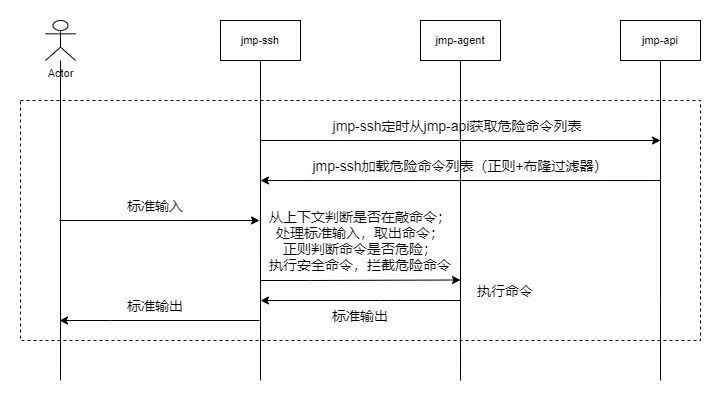 jmp-ssh
jmp-agent
jmp-api
Actor
jmp-ssh定时从jmp-api获取危险命令列表
jmp-ssh加载危险命令列表（正则+布隆过滤器）
标准输入
从上下文判断是否在敲命令；
处理标准输入，取出命令；
正则判断命令是否危险；
执行安全命令，拦截危险命令
执行命令
标准输出
标准输出